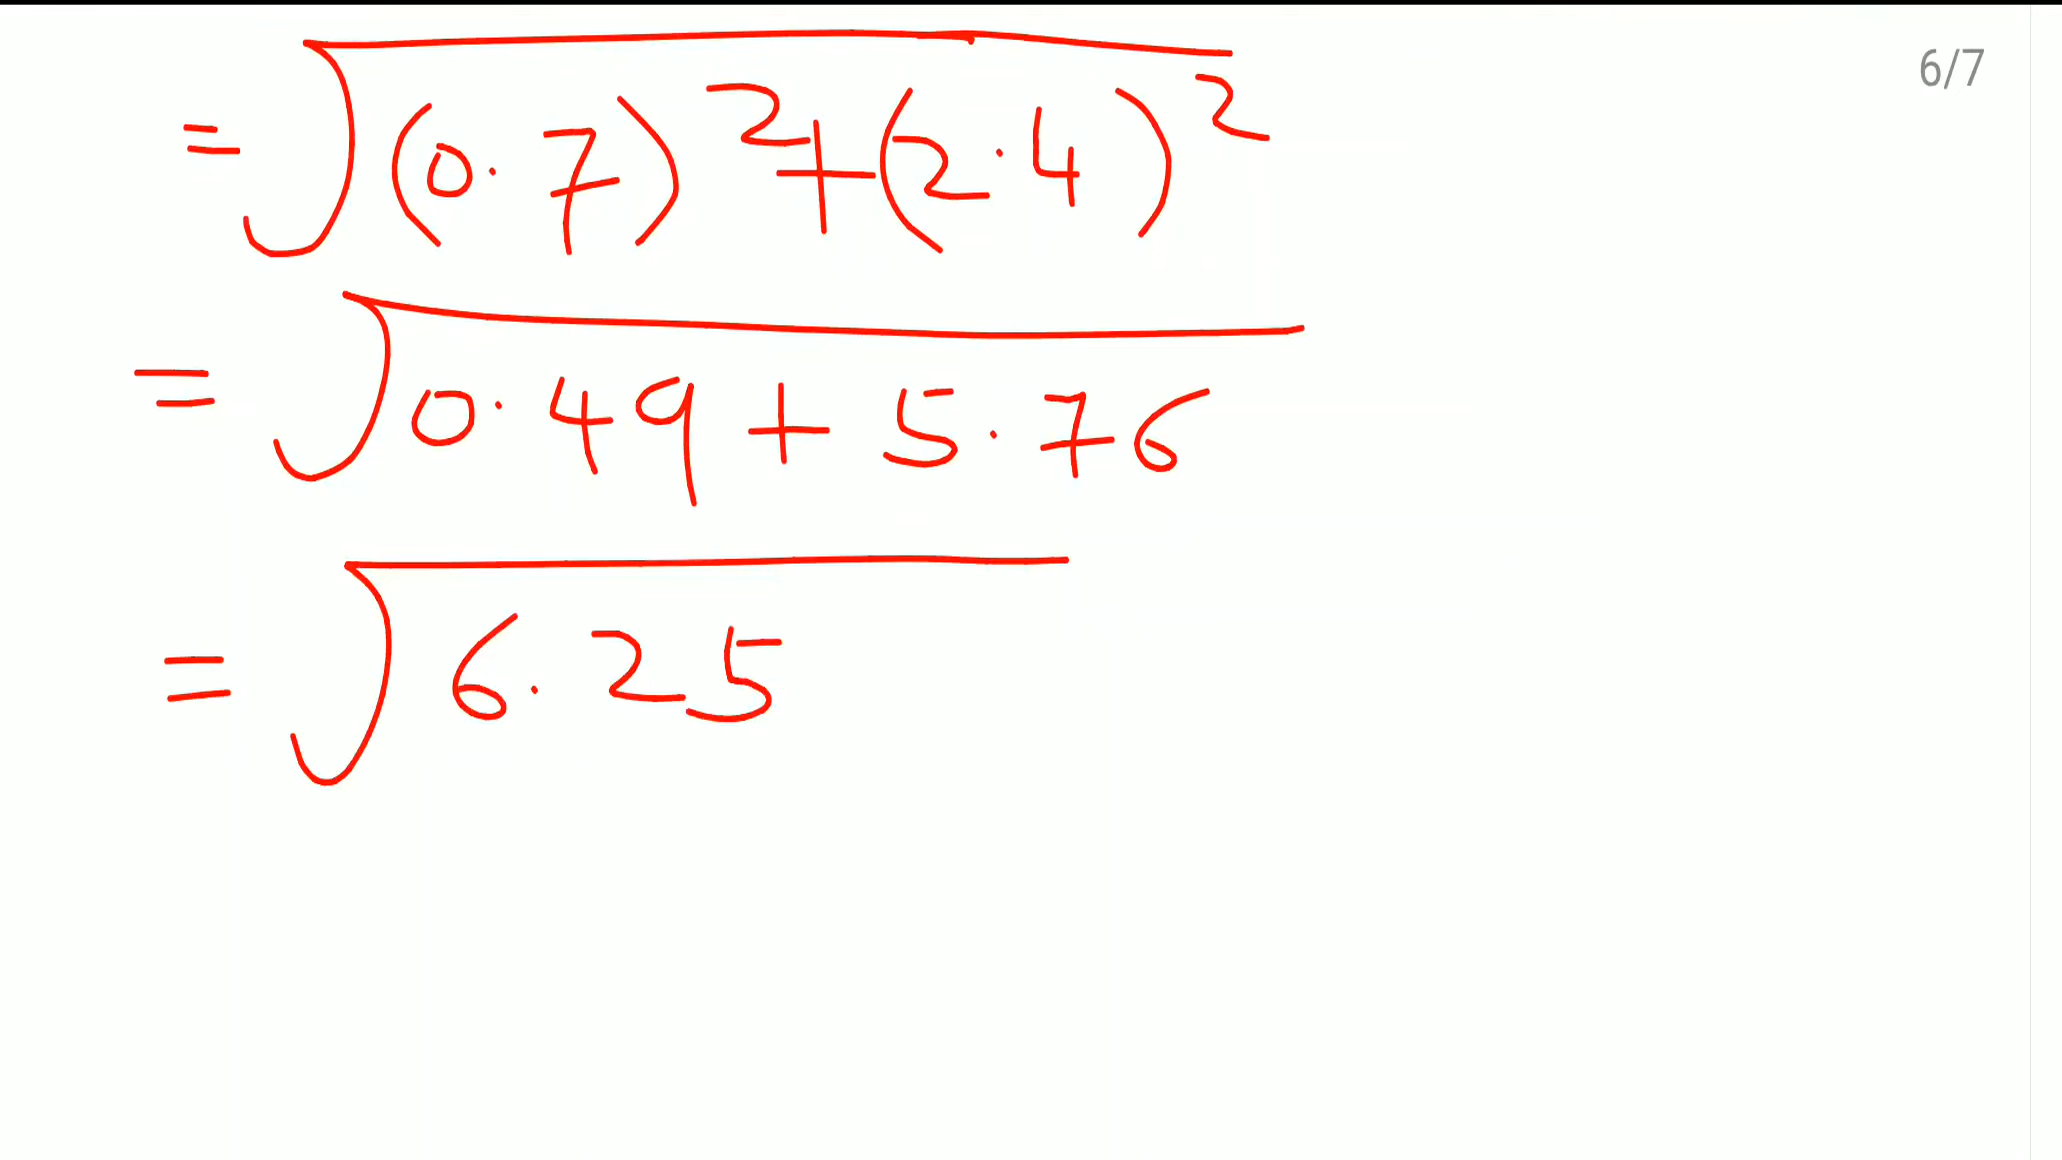 6/7
= √(0.7)² + (2.4)²
= √0.49 + 5.76
= √6.25